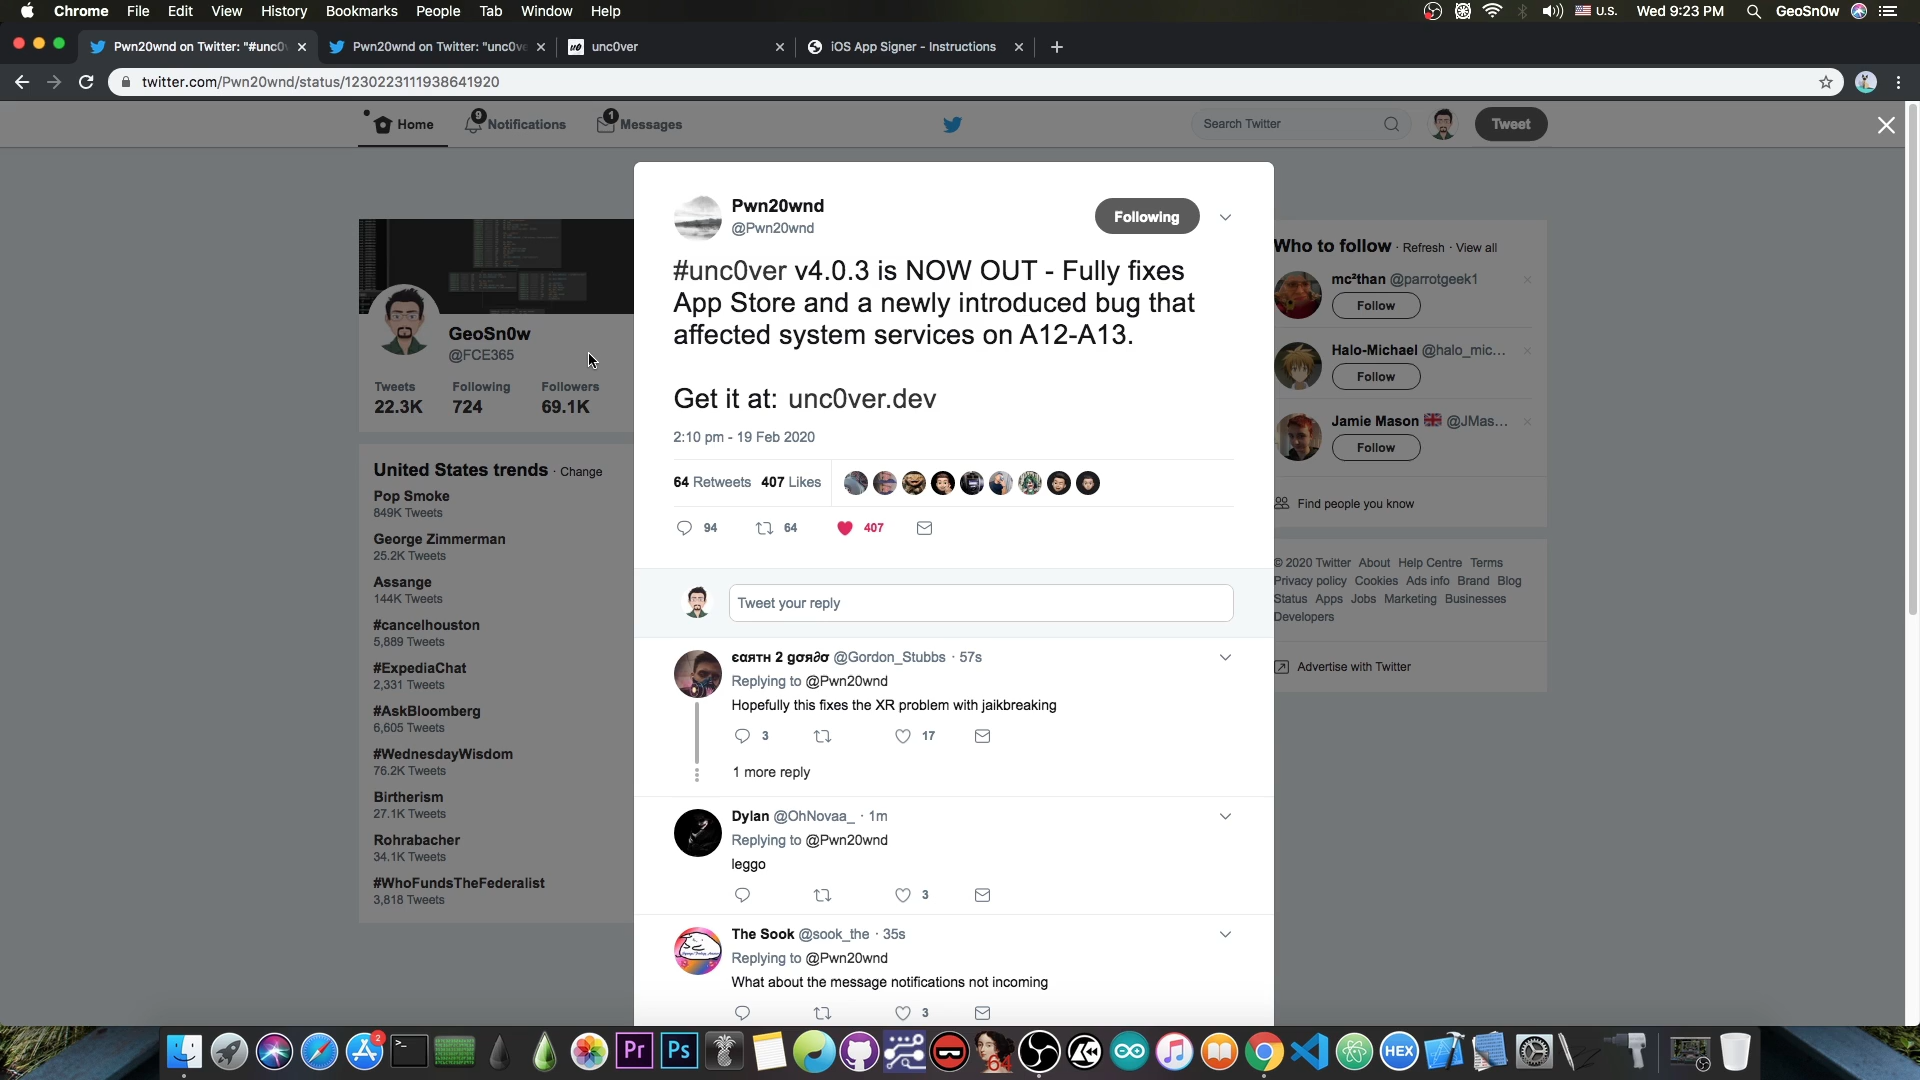 Chrome File Edit View History Bookmarks People Tab Window Help
U.S. Wed 9:23 PM GeoSn0w
Pwn20wnd on Twitter: "#unc0
Pwn20wnd on Twitter: "unc0ve
unc0ver
iOS App Signer - Instructions
twitter.com/Pwn20wnd/status/1230223111938641920
Home
9
Notifications
1
Messages
Search Twitter
Tweet
GeoSn0w
@FCE365
Tweets Following Followers
22.3K 724 69.1K
United States trends · Change
Pop Smoke
849K Tweets
George Zimmerman
25.2K Tweets
Assange
144K Tweets
#cancelhouston
5,889 Tweets
#ExpediaChat
2,331 Tweets
#AskBloomberg
6,605 Tweets
#WednesdayWisdom
76.2K Tweets
Birtherism
27.1K Tweets
Rohrabacher
34.1K Tweets
#WhoFundsTheFederalist
3,818 Tweets
Pwn20wnd
@Pwn20wnd
Following
#unc0ver v4.0.3 is NOW OUT - Fully fixes
App Store and a newly introduced bug that
affected system services on A12-A13.
Get it at: unc0ver.dev
2:10 pm - 19 Feb 2020
64 Retweets 407 Likes
94 64 407
Tweet your reply
єαятн 2 gσя∂σ @Gordon_Stubbs · 57s
Replying to @Pwn20wnd
Hopefully this fixes the XR problem with jaikbreaking
3 17
1 more reply
Dylan @OhNovaa_ · 1m
Replying to @Pwn20wnd
leggo
3
The Sook @sook_the · 35s
Replying to @Pwn20wnd
What about the message notifications not incoming
3
Who to follow · Refresh · View all
mc²than @parrotgeek1
Follow
Halo-Michael @halo_mic...
Follow
Jamie Mason 🇬🇧 @JMas...
Follow
Find people you know
© 2020 Twitter About Help Centre Terms
Privacy policy Cookies Ads info Brand Blog
Status Apps Jobs Marketing Businesses
Developers
Advertise with Twitter
2
Pr
Ps
64
HEX